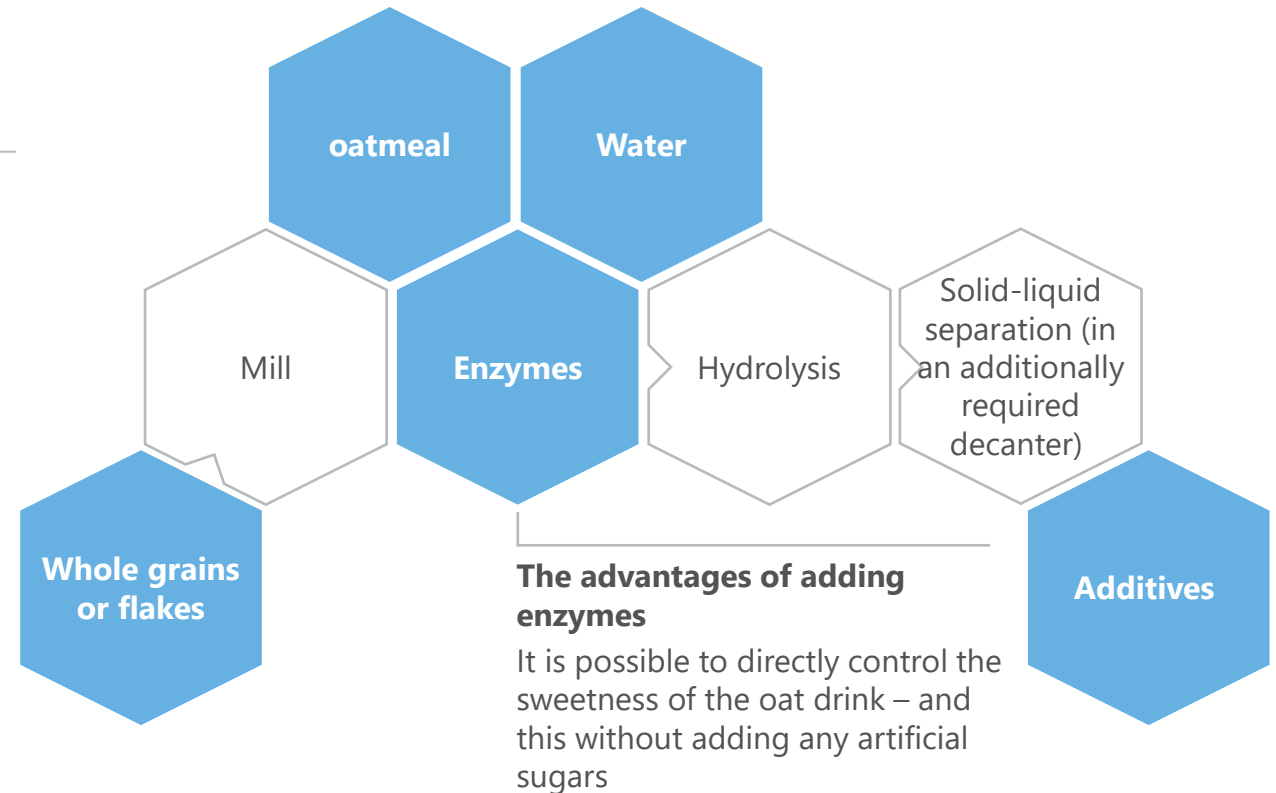 oatmeal
Water
Mill
Enzymes
Hydrolysis
Solid-liquid
separation (in
an additionally
required
decanter)
Whole grains
or flakes
The advantages of adding
enzymes
It is possible to directly control the
sweetness of the oat drink – and
this without adding any artificial
sugars
Additives